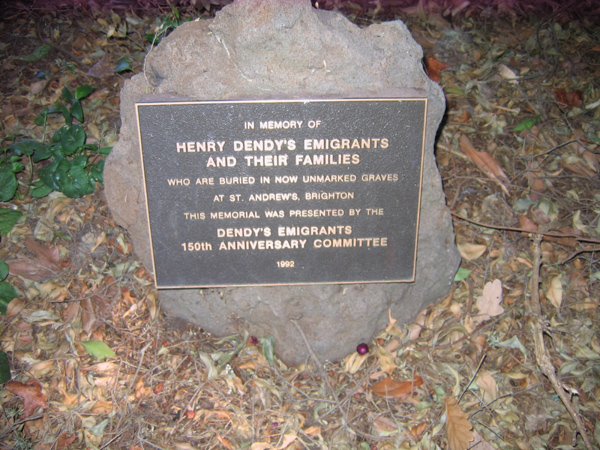 IN MEMORY OF
HENRY DENDY'S EMIGRANTS
AND THEIR FAMILIES
WHO ARE BURIED IN NOW UNMARKED GRAVES
AT ST. ANDREW'S, BRIGHTON
THIS MEMORIAL WAS PRESENTED BY THE
DENDY'S EMIGRANTS
150th ANNIVERSARY COMMITTEE
1992